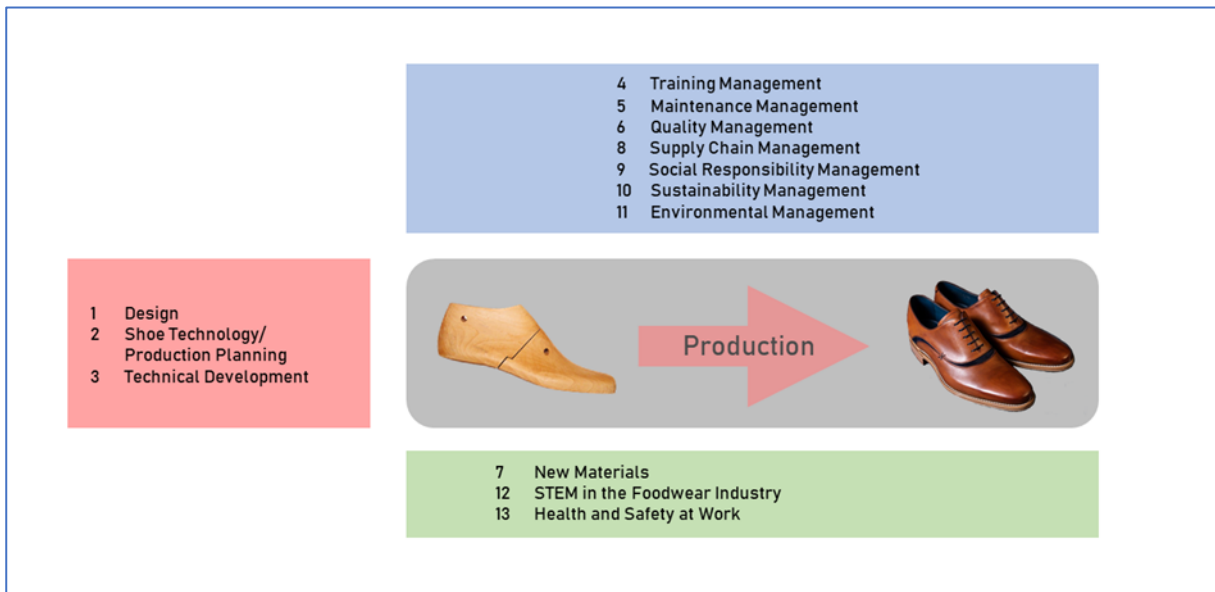 4 Training Management
5 Maintenance Management
6 Quality Management
8 Supply Chain Management
9 Social Responsibility Management
10 Sustainability Management
11 Environmental Management
1 Design
2 Shoe Technology/
Production Planning
3 Technical Development
Production
7 New Materials
12 STEM in the Foodwear Industry
13 Health and Safety at Work